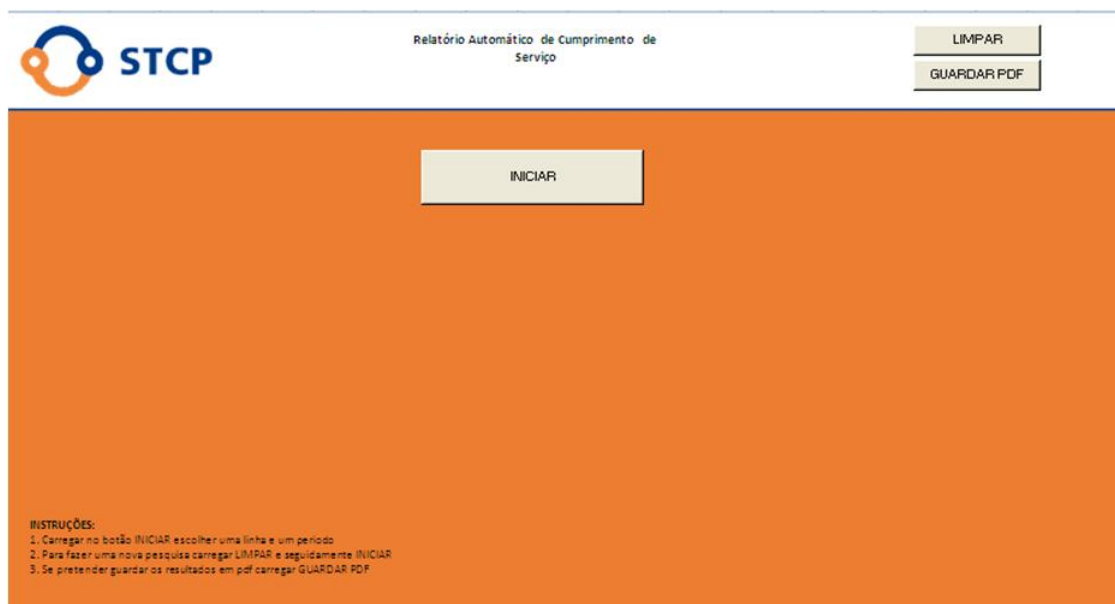 STCP
Relatório Automático de Cumprimento de
Serviço
LIMPAR
GUARDAR PDF
INICIAR
INSTRUÇÕES:
1. Carregar no botão INICIAR escolher uma linha e um periodo
2. Para fazer uma nova pesquisa carregar LIMPAR e seguidamente INICIAR
3. Se pretender guardar os resultados em pdf carregar GUARDAR PDF